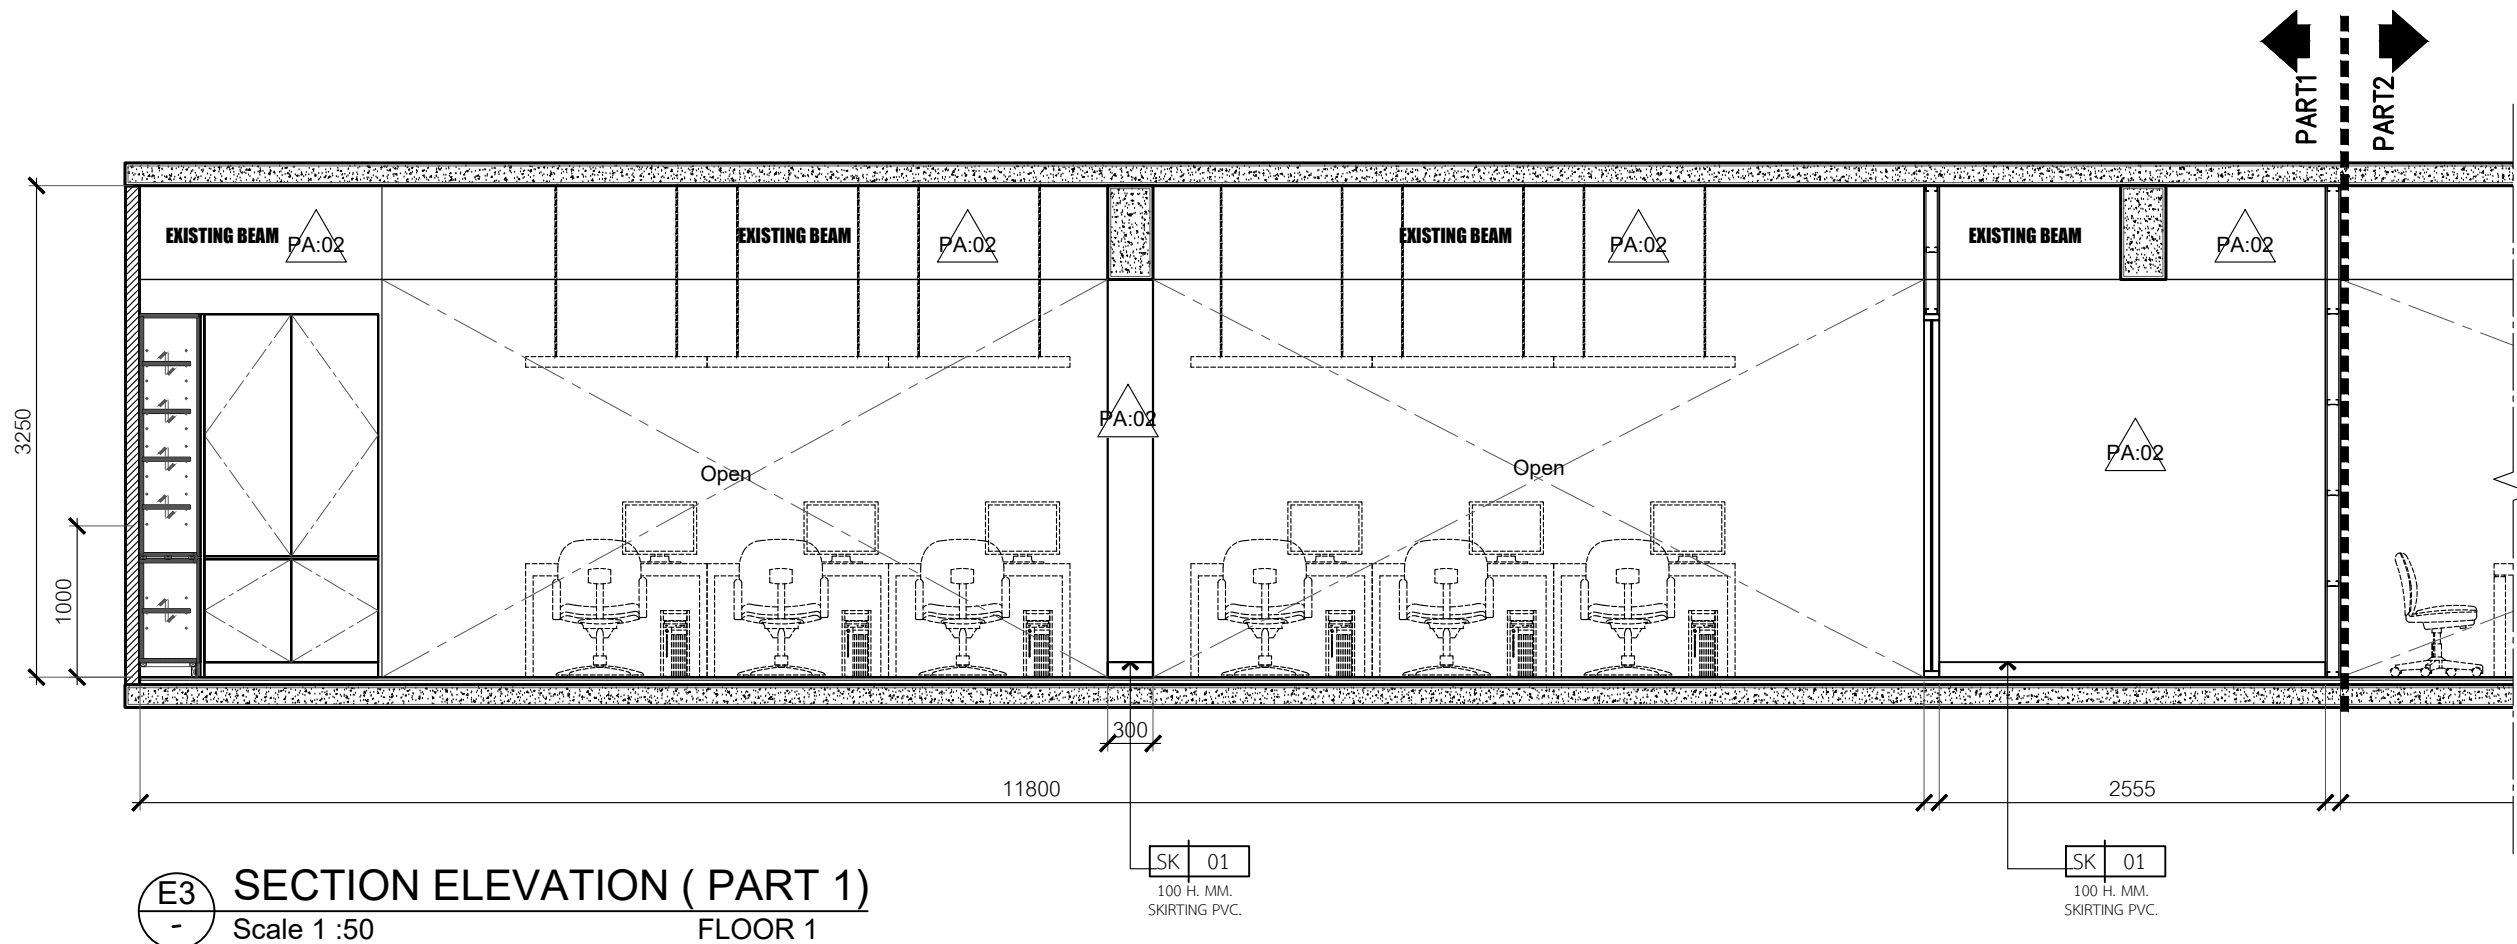 PART1
PART2
EXISTING BEAM
PA:02
EXISTING BEAM
PA:02
EXISTING BEAM
PA:02
EXISTING BEAM
PA:02
PA:02
PA:02
Open
Open
3250
1000
300
11800
2555
SK 01
100 H. MM.
SKIRTING PVC.
SK 01
100 H. MM.
SKIRTING PVC.
E3
-
SECTION ELEVATION ( PART 1)
Scale 1 :50
FLOOR 1